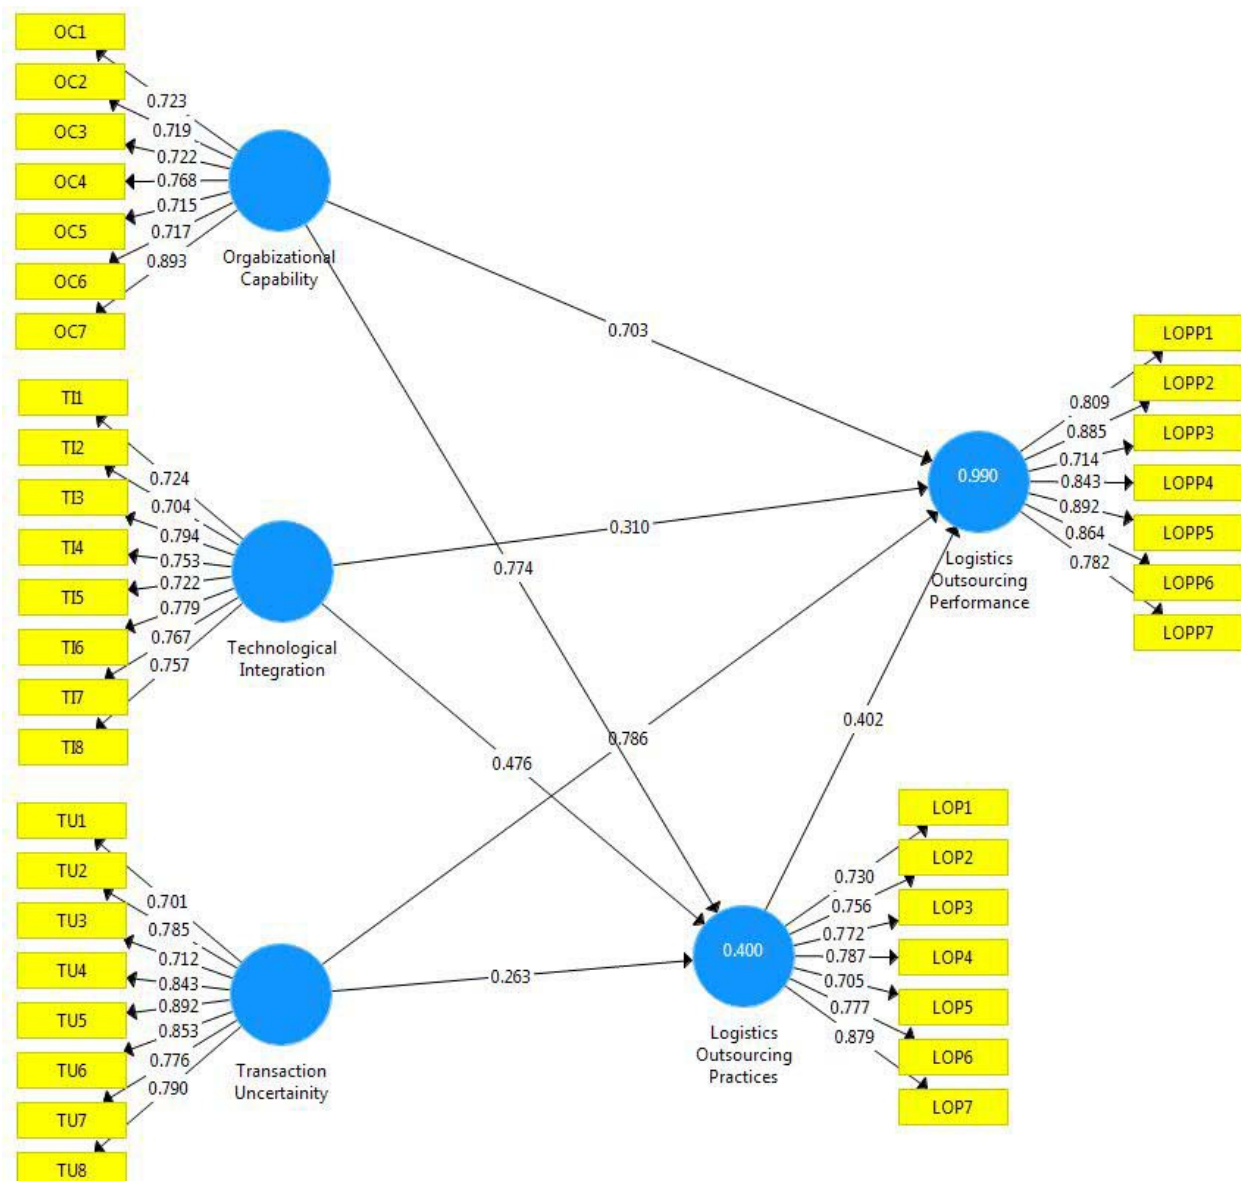 OC1
OC2
OC3
OC4
OC5
OC6
OC7
0.723
0.719
0.722
0.768
0.715
0.717
0.893
Orgabizational
Capability
TI1
TI2
TI3
TI4
TI5
TI6
TI7
TI8
0.724
0.704
0.794
0.753
0.722
0.779
0.767
0.757
Technological
Integration
TU1
TU2
TU3
TU4
TU5
TU6
TU7
TU8
0.701
0.785
0.712
0.843
0.892
0.853
0.776
0.790
Transaction
Uncertainity
0.703
0.310
0.774
0.786
0.476
0.402
0.263
0.990
Logistics
Outsourcing
Performance
0.809
0.885
0.714
0.843
0.892
0.864
0.782
LOPP1
LOPP2
LOPP3
LOPP4
LOPP5
LOPP6
LOPP7
0.400
Logistics
Outsourcing
Practices
0.730
0.756
0.772
0.787
0.705
0.777
0.879
LOP1
LOP2
LOP3
LOP4
LOP5
LOP6
LOP7